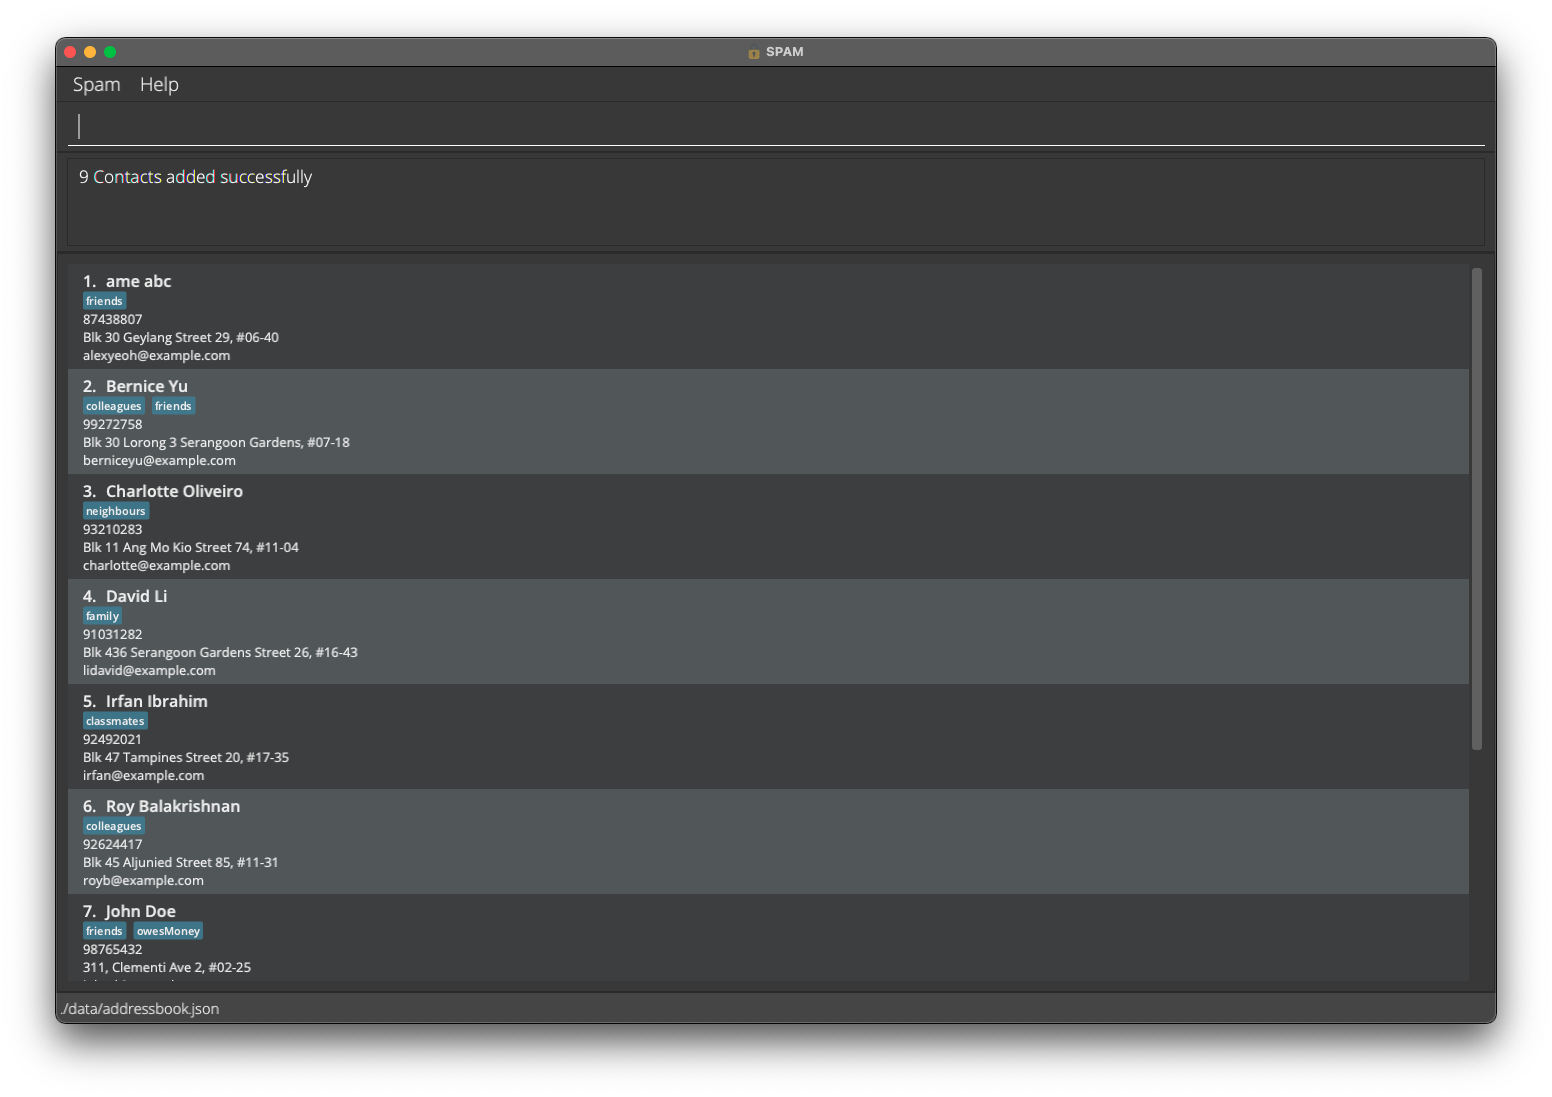 SPAM
Spam Help
9 Contacts added successfully
1. ame abc
friends
87438807
Blk 30 Geylang Street 29, #06-40
alexyeoh@example.com
2. Bernice Yu
colleagues friends
99272758
Blk 30 Lorong 3 Serangoon Gardens, #07-18
berniceyu@example.com
3. Charlotte Oliveiro
neighbours
93210283
Blk 11 Ang Mo Kio Street 74, #11-04
charlotte@example.com
4. David Li
family
91031282
Blk 436 Serangoon Gardens Street 26, #16-43
lidavid@example.com
5. Irfan Ibrahim
classmates
92492021
Blk 47 Tampines Street 20, #17-35
irfan@example.com
6. Roy Balakrishnan
colleagues
92624417
Blk 45 Aljunied Street 85, #11-31
royb@example.com
7. John Doe
friends owesMoney
98765432
311, Clementi Ave 2, #02-25
./data/addressbook.json